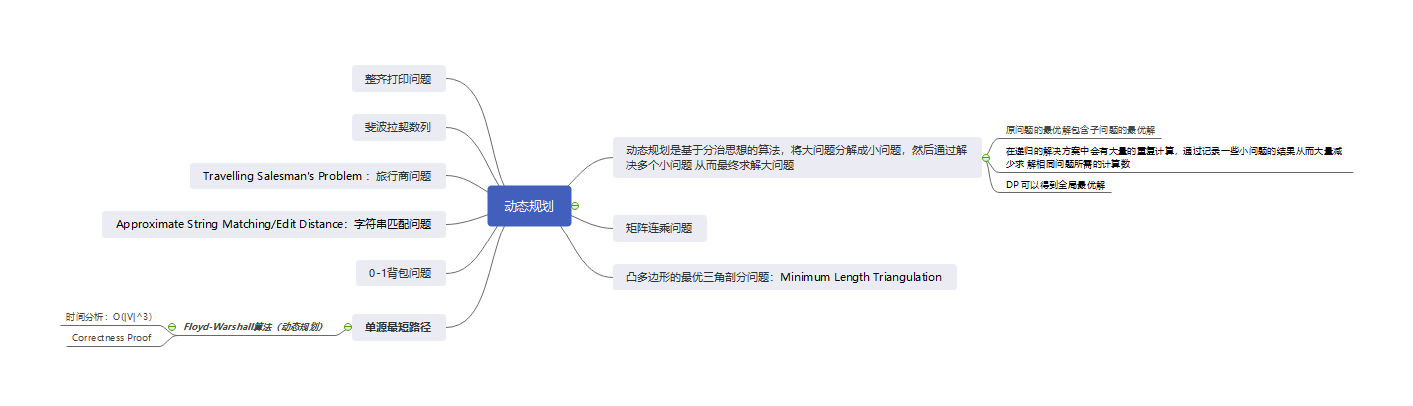 整齐打印问题
斐波拉契数列
Travelling Salesman's Problem ：旅行商问题
Approximate String Matching/Edit Distance：字符串匹配问题
0-1背包问题
单源最短路径
Floyd-Warshall算法（动态规划）
时间分析：O(|V|^3)
Correctness Proof
动态规划
动态规划是基于分治思想的算法，将大问题分解成小问题，然后通过解
决多个小问题 从而最终求解大问题
原问题的最优解包含子问题的最优解
在递归的解决方案中会有大量的重复计算，通过记录一些小问题的结果从而大量减
少求 解相同问题所需的计算数
DP 可以得到全局最优解
矩阵连乘问题
凸多边形的最优三角剖分问题：Minimum Length Triangulation